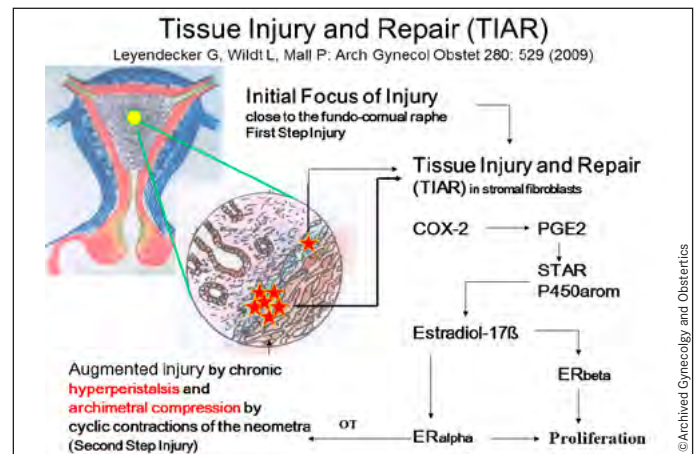 Tissue Injury and Repair (TIAR)
Leyendecker G, Wildt L, Mall P: Arch Gynecol Obstet 280: 529 (2009)
Initial Focus of Injury
close to the fundo-cornual raphe
First Step Injury
Tissue Injury and Repair
(TIAR) in stromal fibroblasts
COX-2
PGE2
STAR
P450arom
Estradiol-17ß
ERbeta
Augmented Injury by chronic
hyperperistalsis and
archimetral compression by
cyclic contractions of the neometra
(Second Step Injury)
OT
ERalpha
Proliferation
©Archived Gynecolgy and Obstertics